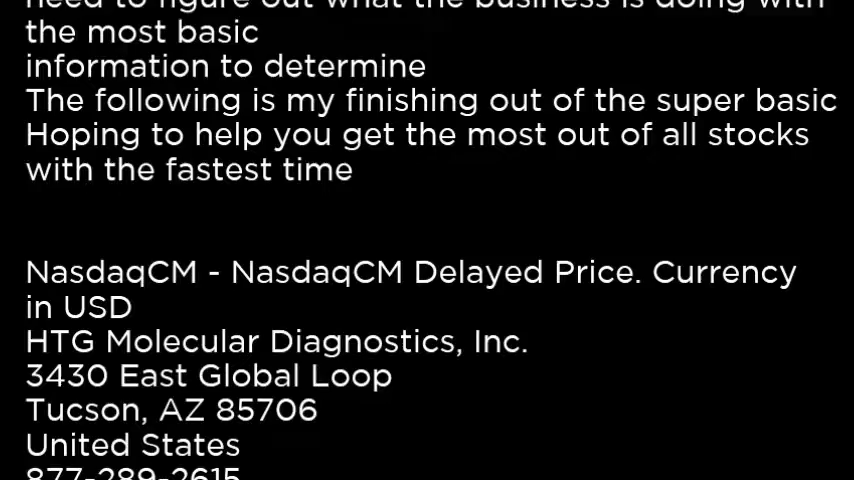 need to figure out what the business is doing with
the most basic
information to determine
The following is my finishing out of the super basic
Hoping to help you get the most out of all stocks
with the fastest time
NasdaqCM - NasdaqCM Delayed Price. Currency
in USD
HTG Molecular Diagnostics, Inc.
3430 East Global Loop
Tucson, AZ 85706
United States
877-289-2615